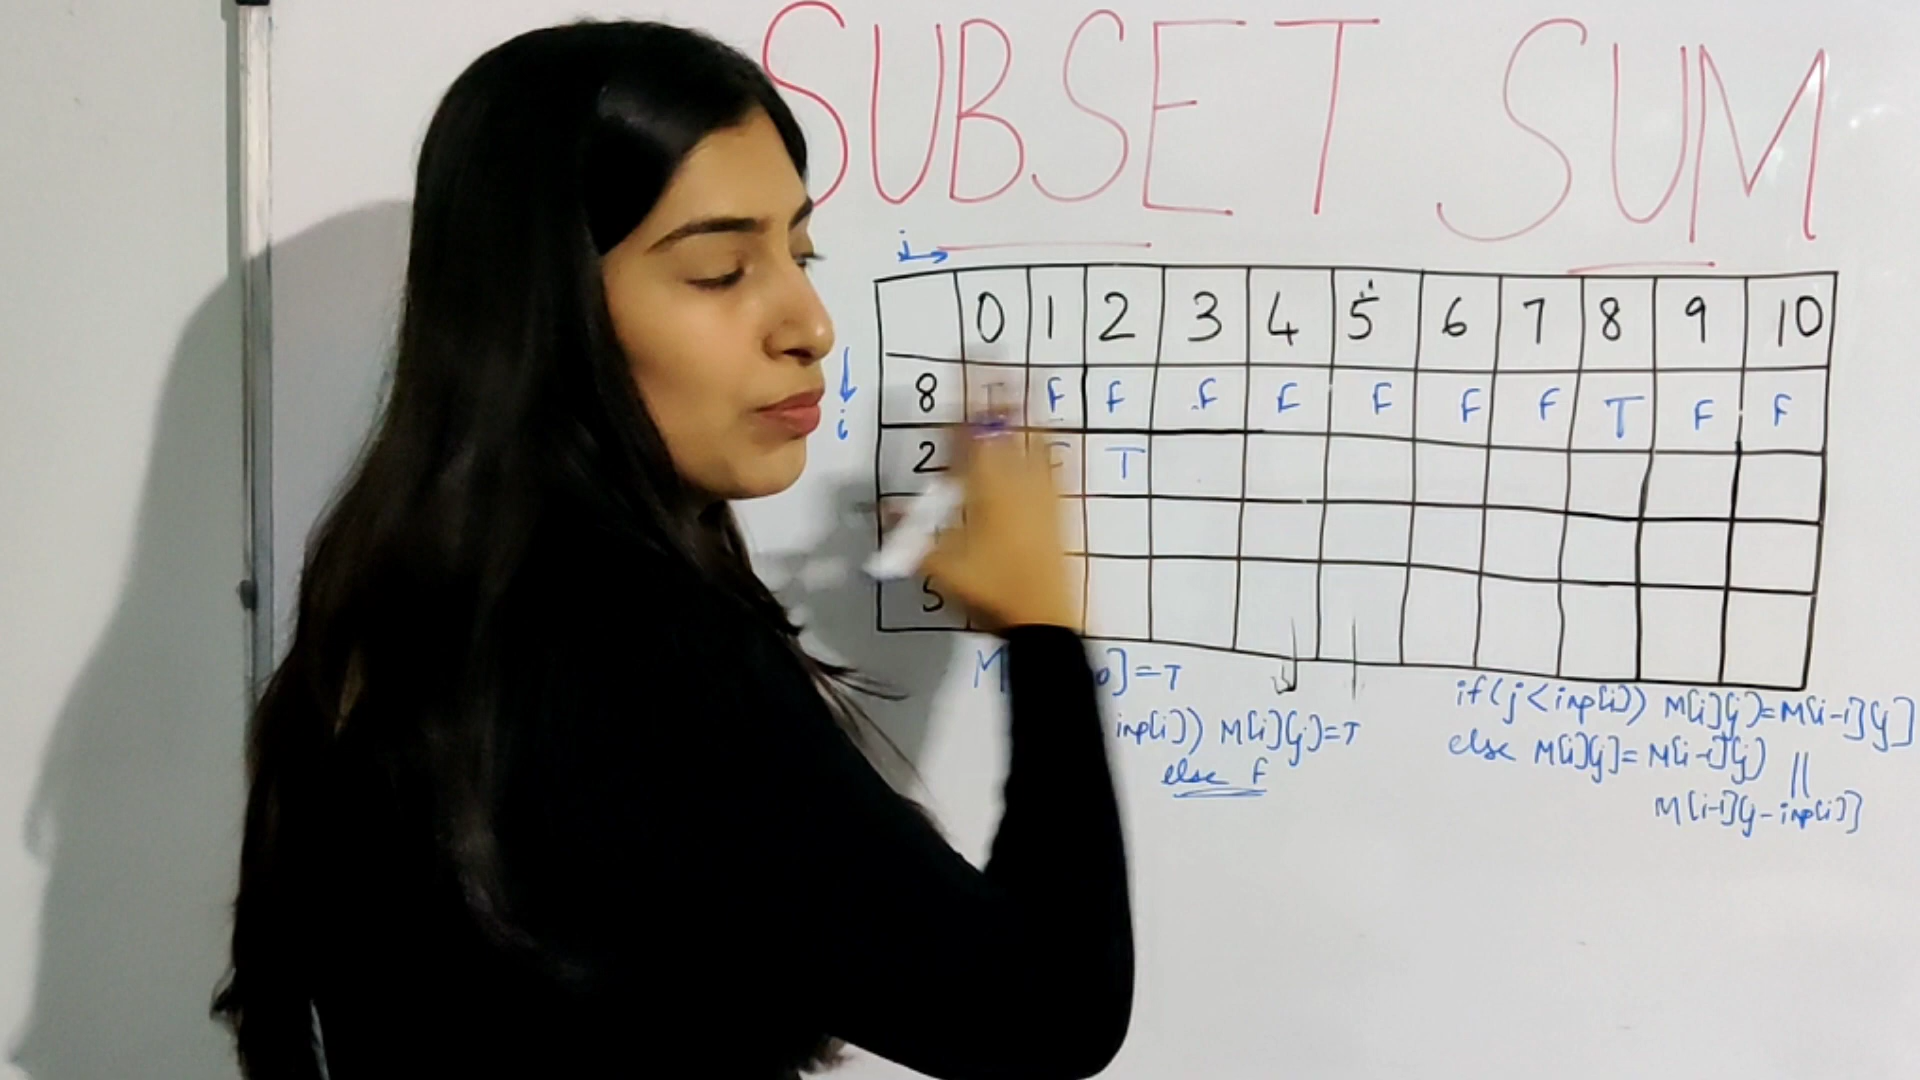 SUBSET SUM
j
0 1 2 3 4 5 6 7 8 9 10
i
8 T F F F F F F F T F F
2 F T
5
M 0]=T
inp[i]) M[i][j]=T
else F
if(j<inp[i]) M[i][j]=M[i-1][j]
else M[i][j]=M[i-1][j] ||
M[i-1][j-inp[i]]